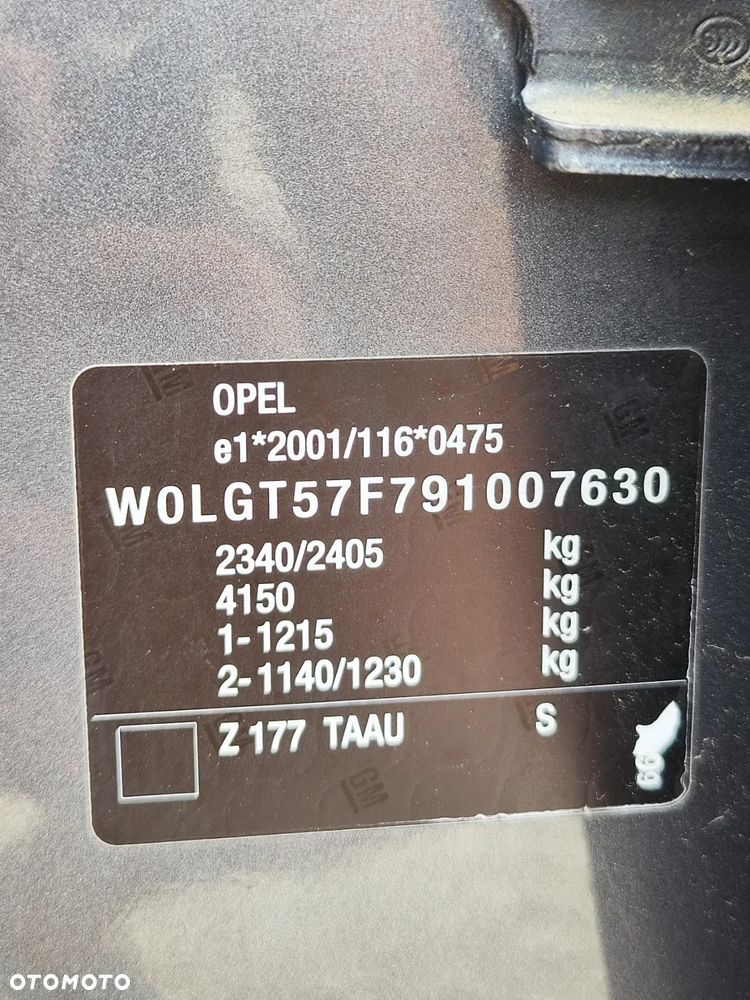 OPEL
e1*2001/116*0475
W0LGT57F791007630
2340/2405 kg
4150 kg
1-1215 kg
2-1140/1230 kg
Z 177 TAAU S
GM
OTOMOTO